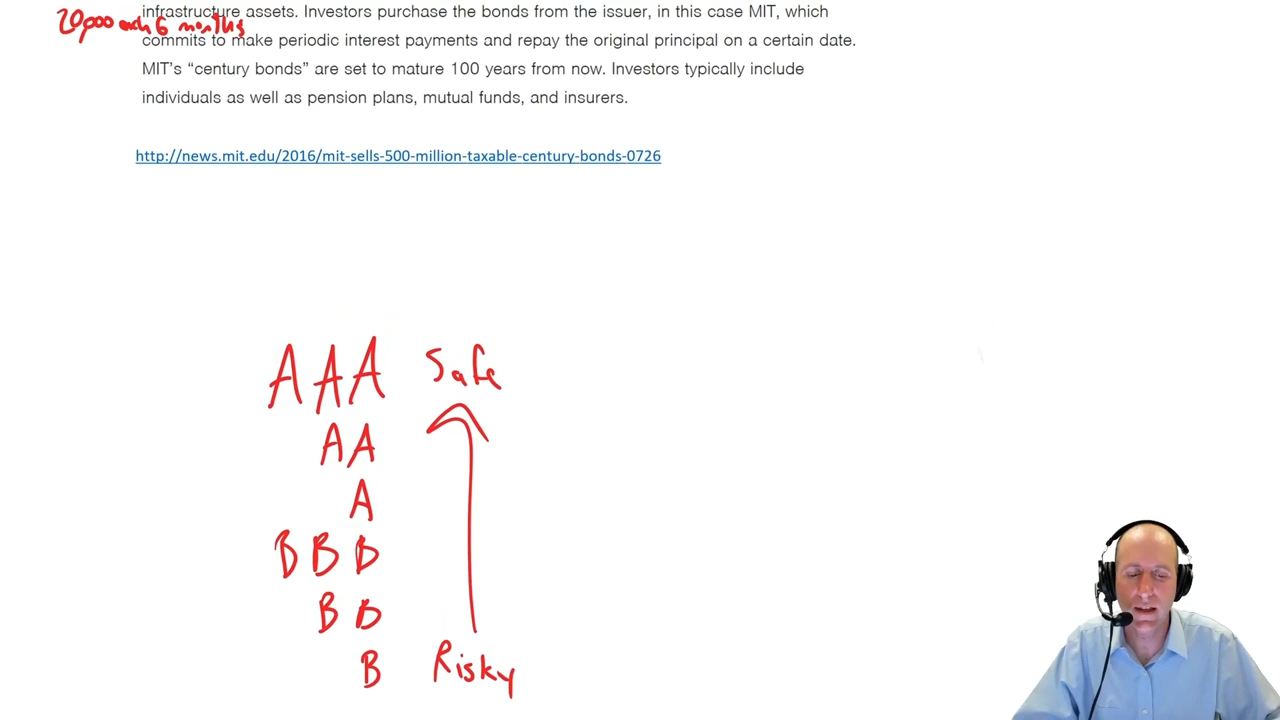 infrastructure assets. Investors purchase the bonds from the issuer, in this case MIT, which
20,000 each 6 months
commits to make periodic interest payments and repay the original principal on a certain date.
MIT's “century bonds” are set to mature 100 years from now. Investors typically include
individuals as well as pension plans, mutual funds, and insurers.
http://news.mit.edu/2016/mit-sells-500-million-taxable-century-bonds-0726
AAA Safe
AA
A
BBB
BB
B Risky